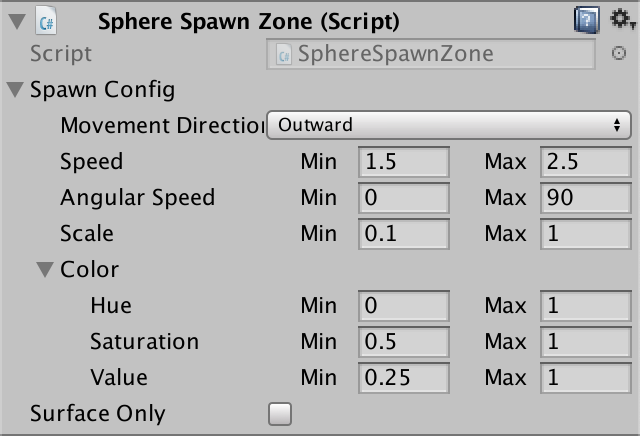 C# Sphere Spawn Zone (Script)
Script C# SphereSpawnZone
Spawn Config
Movement Direction Outward
Speed Min 1.5 Max 2.5
Angular Speed Min 0 Max 90
Scale Min 0.1 Max 1
Color
Hue Min 0 Max 1
Saturation Min 0.5 Max 1
Value Min 0.25 Max 1
Surface Only